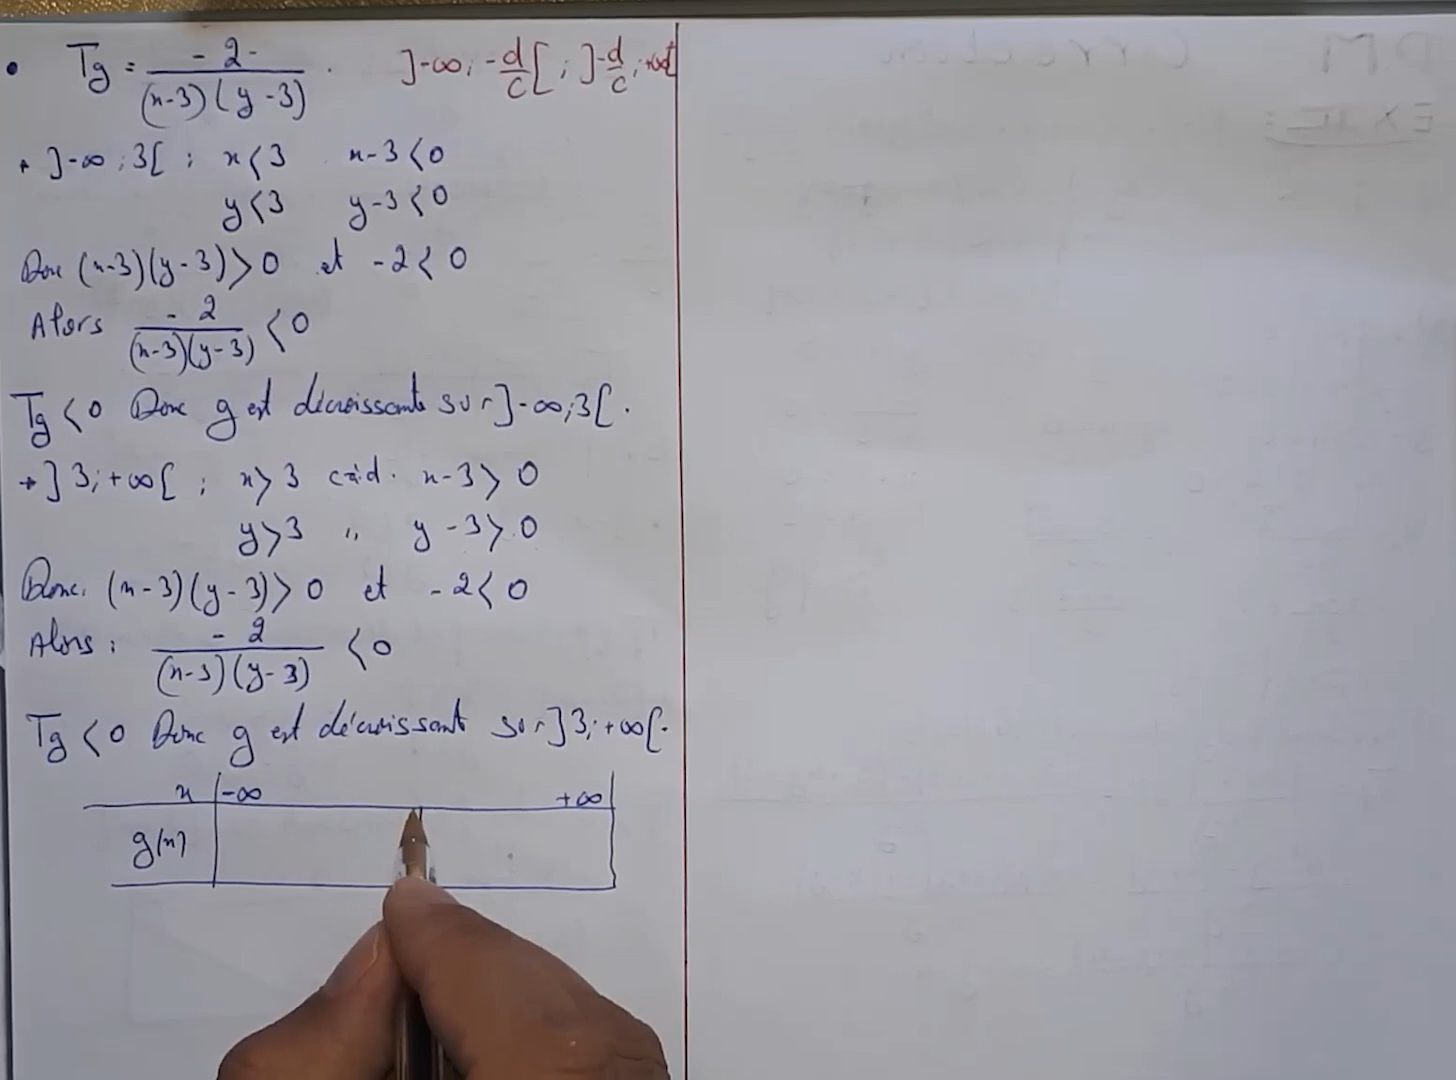 • Tg = -2 / (x-3)(y-3) . ]-∞; -d/c[ ; ]-d/c; +∞[
* ]-∞; 3[ ; x<3 x-3<0
y<3 y-3<0
Donc (x-3)(y-3)>0 et -2<0
Alors -2 / (x-3)(y-3) <0
Tg<0 Donc g est décroissante sur ]-∞;3[.
* ]3;+∞[ ; x>3 càd. x-3>0
y>3 " y-3>0
Donc. (x-3)(y-3)>0 et -2<0
Alors : -2 / (x-3)(y-3) <0
Tg<0 Donc g est décroissant sur ]3;+∞[.
x -∞ +∞
g(x)